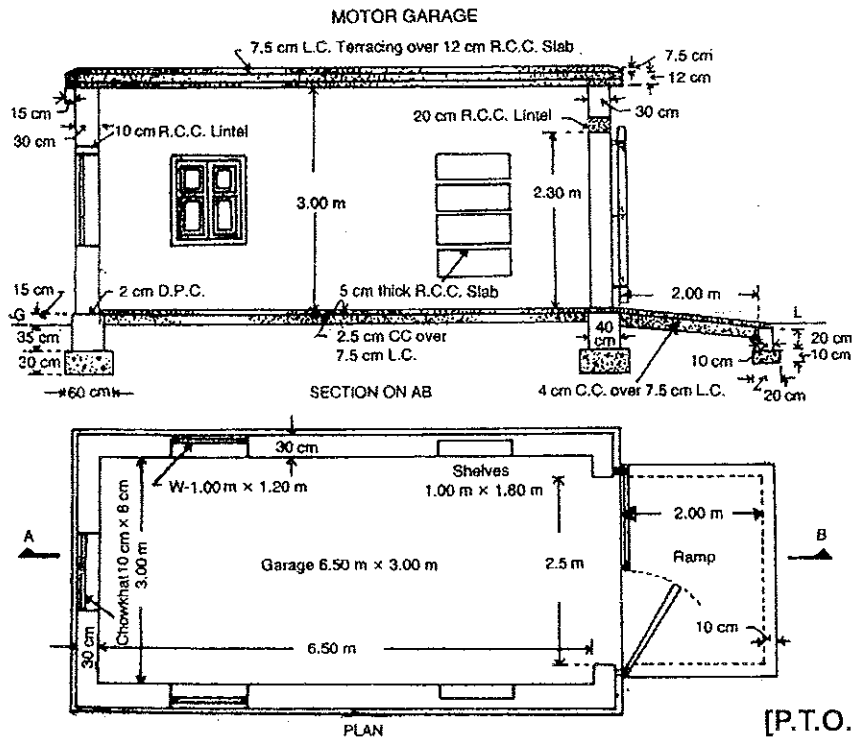 MOTOR GARAGE
7.5 cm L.C. Terracing over 12 cm R.C.C. Slab
7.5 cm
12 cm
15 cm
30 cm
10 cm R.C.C. Lintel
20 cm R.C.C. Lintel
30 cm
3.00 m
2.30 m
15 cm
2 cm D.P.C.
5 cm thick R.C.C. Slab
2.00 m
G
L
35 cm
30 cm
2.5 cm CC over
7.5 cm L.C.
40
cm
20 cm
10 cm
10 cm
60 cm
SECTION ON AB
4 cm C.C. over 7.5 cm L.C.
20 cm
30 cm
W-1.00 m × 1.20 m
Shelves
1.00 m × 1.80 m
A
Chowkhat 10 cm × 8 cm
3.00 m
Garage 6.50 m × 3.00 m
2.5 m
2.00 m
Ramp
B
30 cm
6.50 m
10 cm
PLAN
[P.T.O.